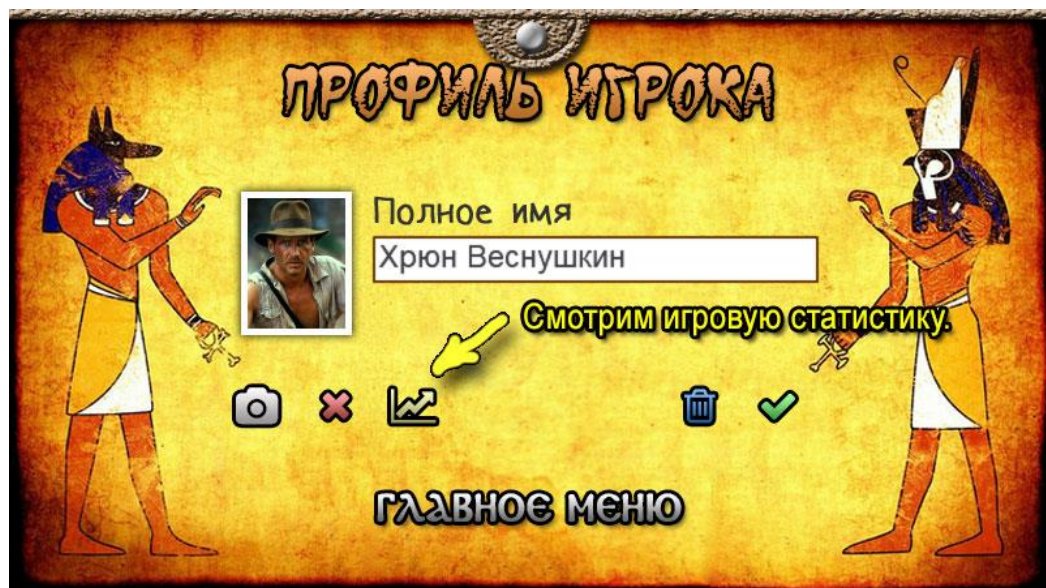 ПРОФИЛЬ ИГРОКА
Полное имя
Хрюн Веснушкин
Смотрим игровую статистику.
ГЛАВНОЕ МЕНЮ